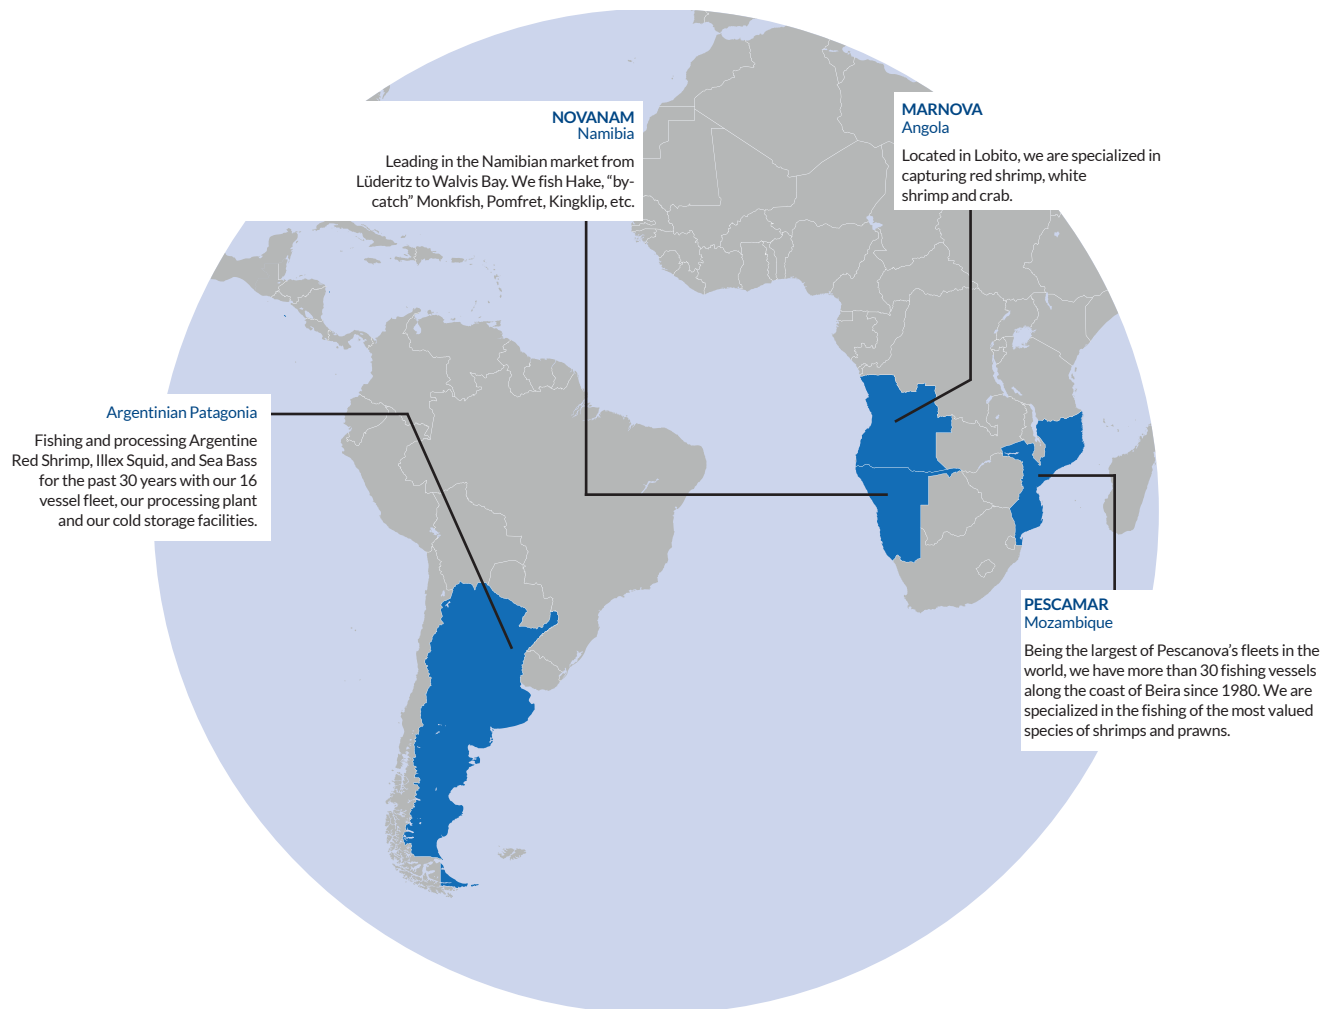 NOVANAM
Namibia
Leading in the Namibian market from
Lüderitz to Walvis Bay. We fish Hake, “by-
catch” Monkfish, Pomfret, Kingklip, etc.
MARNOVA
Angola
Located in Lobito, we are specialized in
capturing red shrimp, white
shrimp and crab.
Argentinian Patagonia
Fishing and processing Argentine
Red Shrimp, Illex Squid, and Sea Bass
for the past 30 years with our 16
vessel fleet, our processing plant
and our cold storage facilities.
PESCAMAR
Mozambique
Being the largest of Pescanova’s fleets in the
world, we have more than 30 fishing vessels
along the coast of Beira since 1980. We are
specialized in the fishing of the most valued
species of shrimps and prawns.